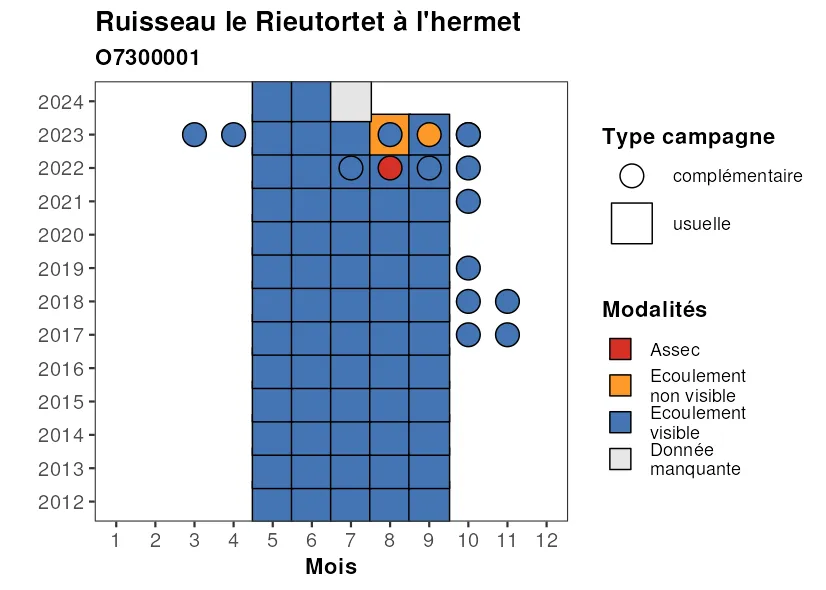 Ruisseau le Rieutortet à l'hermet
O7300001
2024
2023
2022
2021
2020
2019
2018
2017
2016
2015
2014
2013
2012
1 2 3 4 5 6 7 8 9 10 11 12
Mois
Type campagne
complémentaire
usuelle
Modalités
Assec
Ecoulement
non visible
Ecoulement
visible
Donnée
manquante